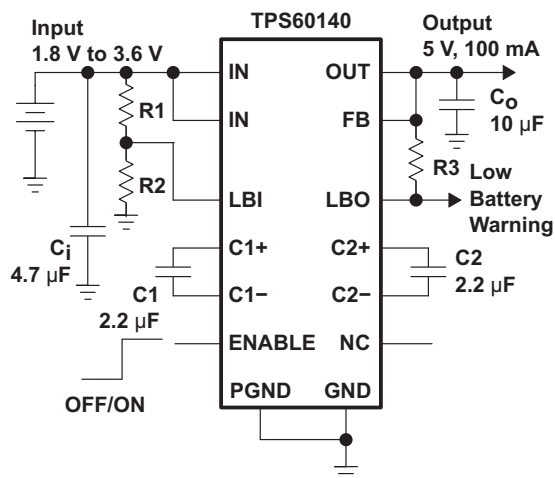 TPS60140
Input
1.8 V to 3.6 V
Output
5 V, 100 mA
IN
OUT
R1
Co
10 µF
IN
FB
R3
Low
Battery
Warning
R2
LBI
LBO
Ci
4.7 µF
C1+
C2+
C1
2.2 µF
C1−
C2−
C2
2.2 µF
ENABLE
NC
OFF/ON
PGND
GND